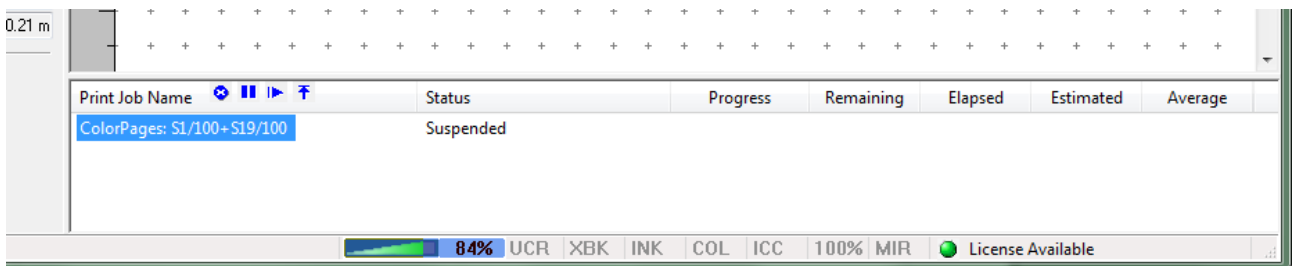 0.21 m
Print Job Name Status Progress Remaining Elapsed Estimated Average
ColorPages: S1/100+S19/100 Suspended
84% UCR XBK INK COL ICC 100% MIR License Available